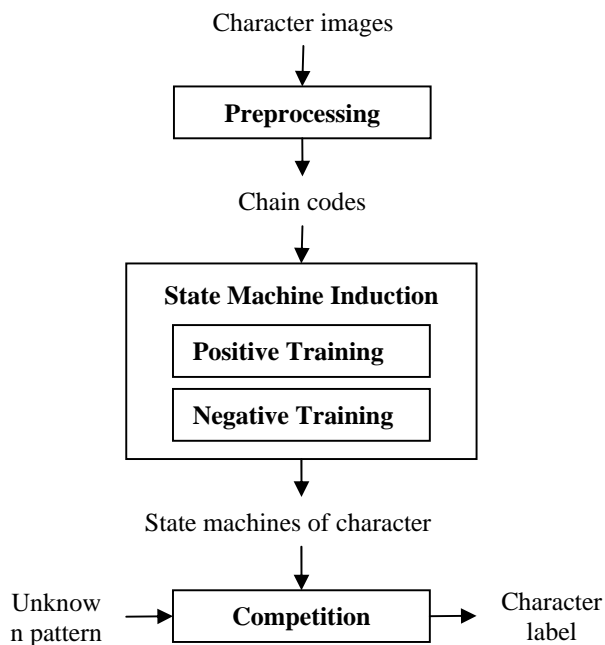 Character images
Preprocessing
Chain codes
State Machine Induction
Positive Training
Negative Training
State machines of character
Unknow
n pattern
Competition
Character
label